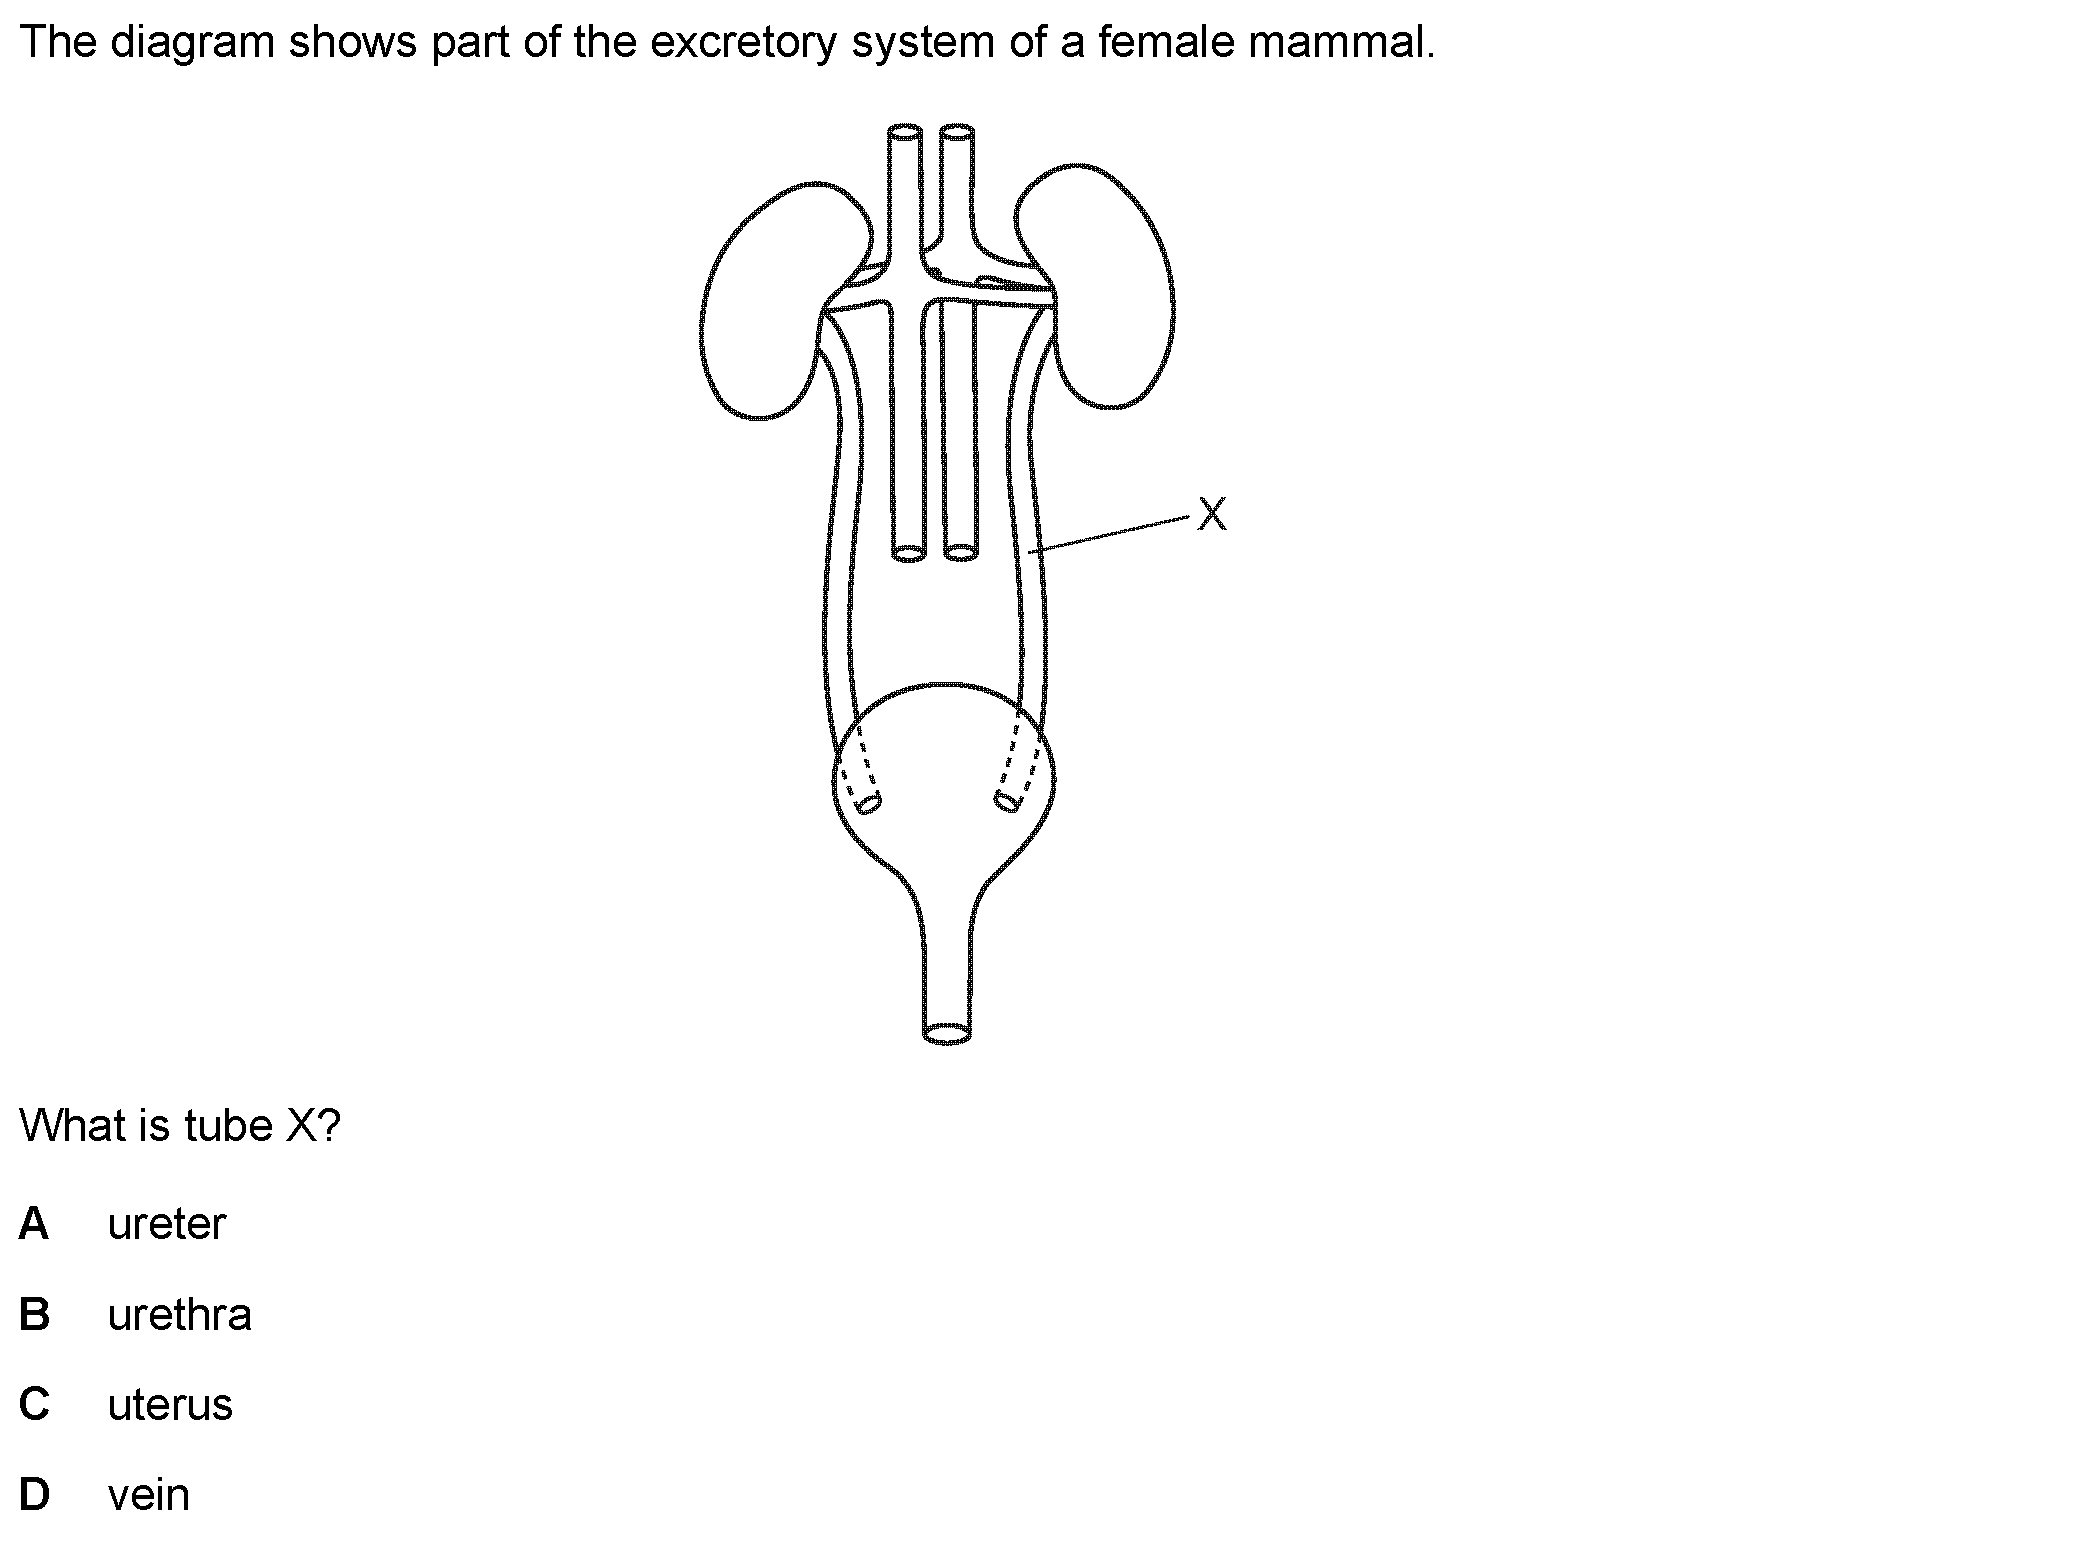 The diagram shows part of the excretory system of a female mammal.
X
What is tube X?
A ureter
B urethra
C uterus
D vein